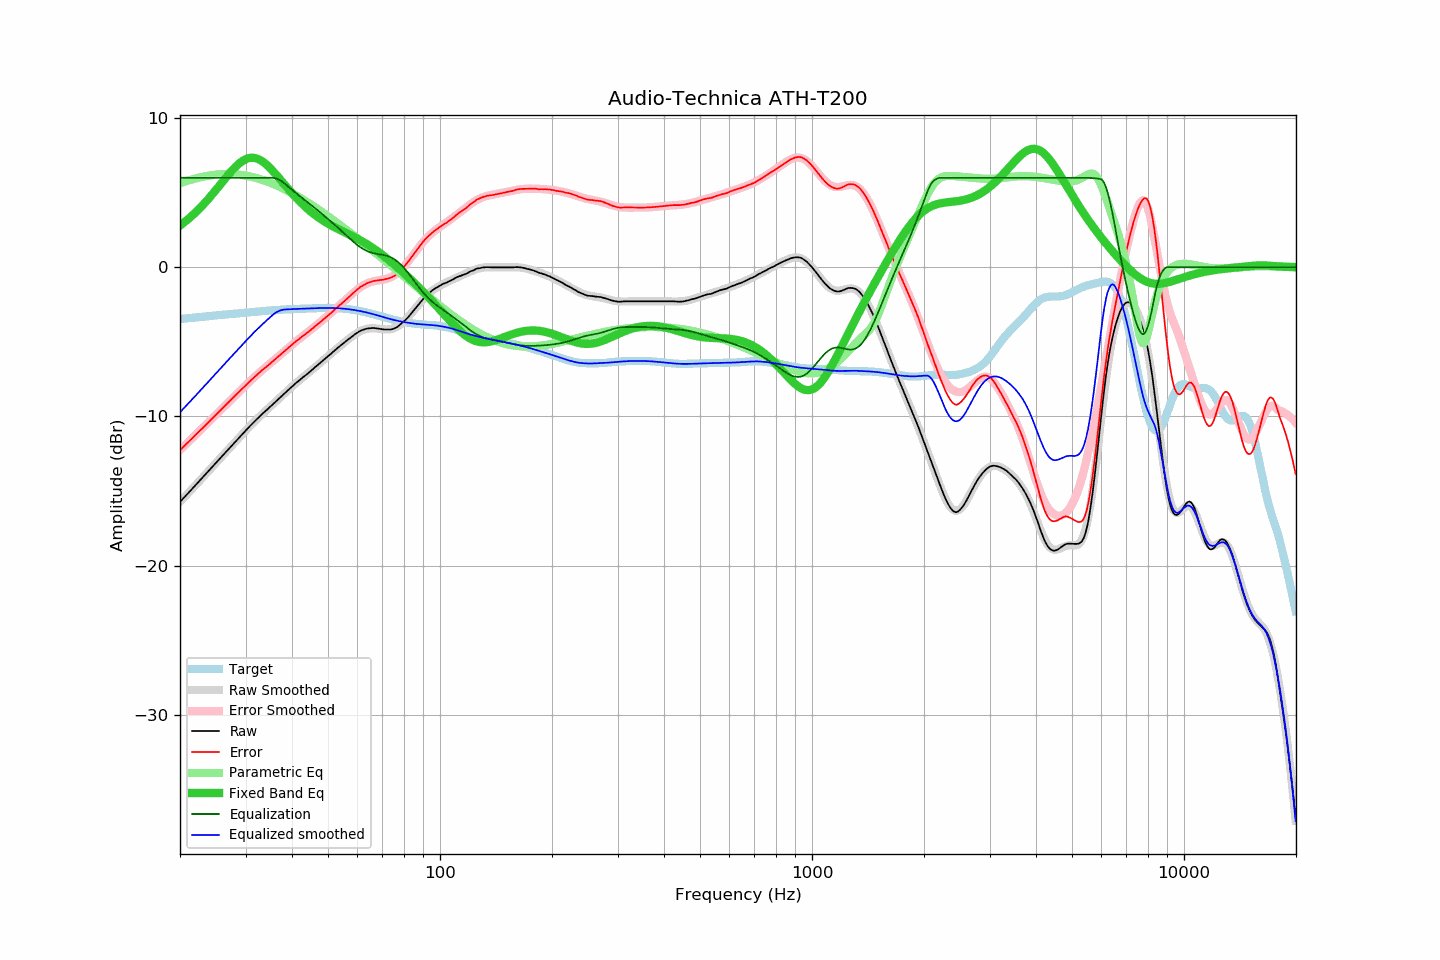 Audio-Technica ATH-T200
10
0
−10
−20
−30
Amplitude (dBr)
Target
Raw Smoothed
Error Smoothed
Raw
Error
Parametric Eq
Fixed Band Eq
Equalization
Equalized smoothed
100
1000
10000
Frequency (Hz)